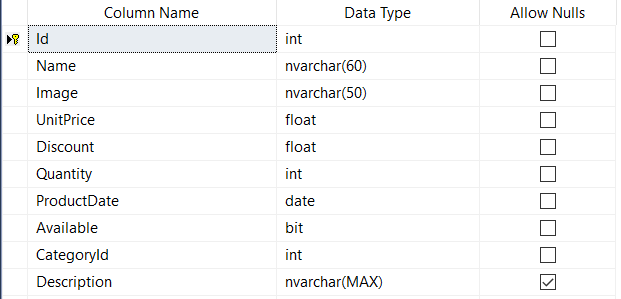 Column Name Data Type Allow Nulls
Id int
Name nvarchar(60)
Image nvarchar(50)
UnitPrice float
Discount float
Quantity int
ProductDate date
Available bit
CategoryId int
Description nvarchar(MAX)